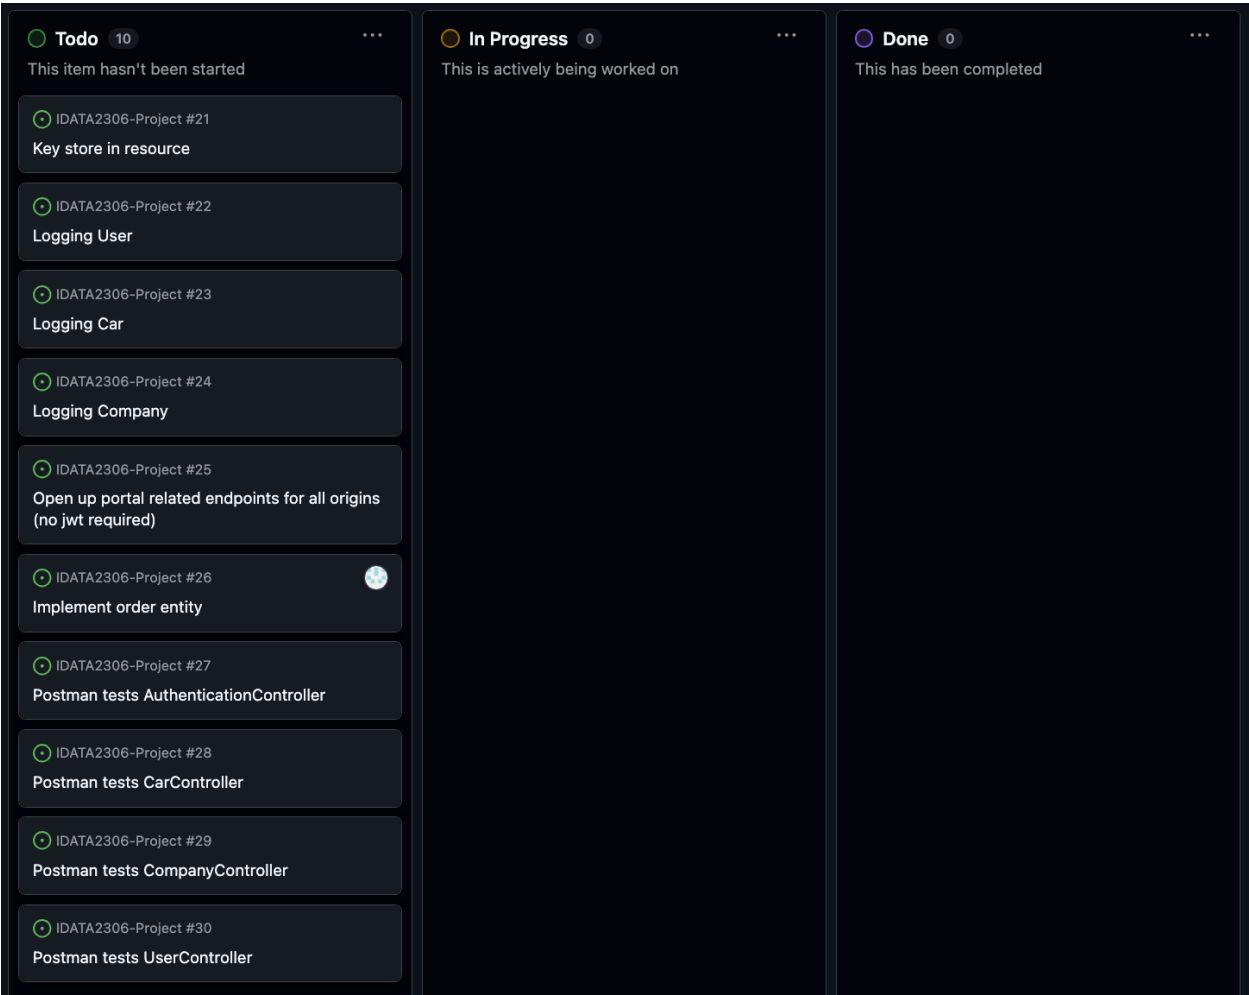 Todo 10 ...
This item hasn't been started
IDATA2306-Project #21
Key store in resource
IDATA2306-Project #22
Logging User
IDATA2306-Project #23
Logging Car
IDATA2306-Project #24
Logging Company
IDATA2306-Project #25
Open up portal related endpoints for all origins
(no jwt required)
IDATA2306-Project #26
Implement order entity
IDATA2306-Project #27
Postman tests AuthenticationController
IDATA2306-Project #28
Postman tests CarController
IDATA2306-Project #29
Postman tests CompanyController
IDATA2306-Project #30
Postman tests UserController
In Progress 0 ...
This is actively being worked on
Done 0 ...
This has been completed